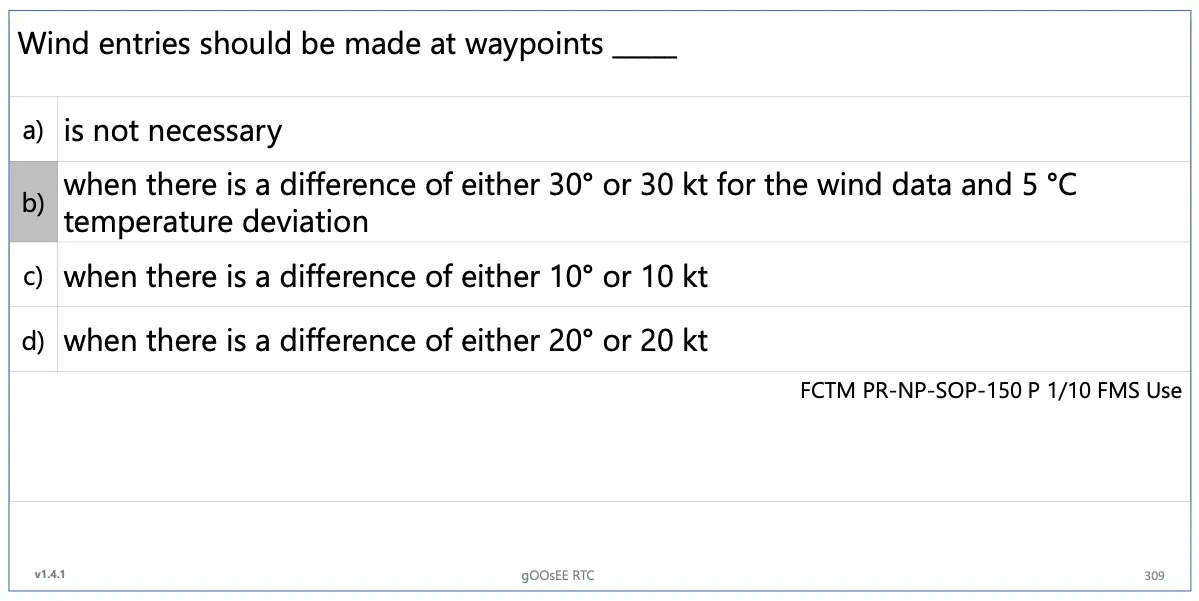 Wind entries should be made at waypoints _____
a) is not necessary
b) when there is a difference of either 30° or 30 kt for the wind data and 5 °C
temperature deviation
c) when there is a difference of either 10° or 10 kt
d) when there is a difference of either 20° or 20 kt
FCTM PR-NP-SOP-150 P 1/10 FMS Use
v1.4.1 gOOsEE RTC 309